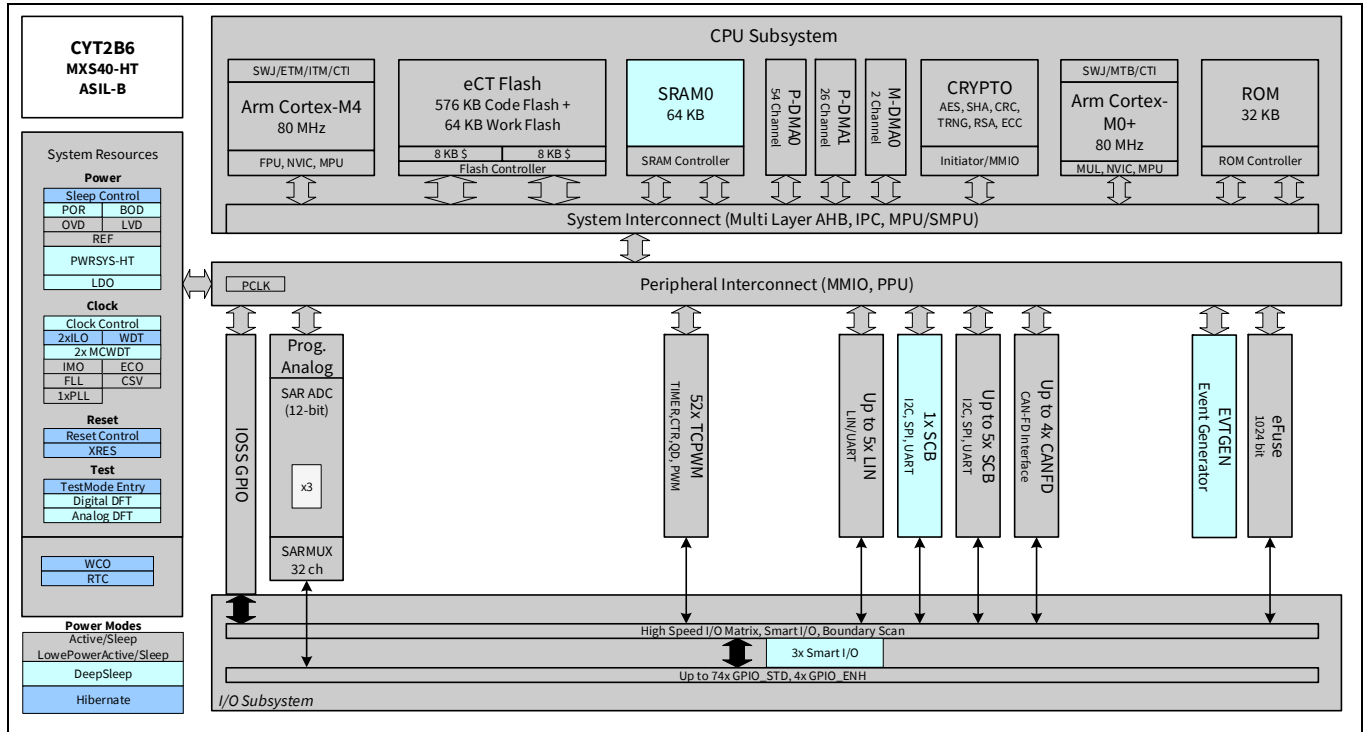 CYT2B6
MXS40-HT
ASIL-B
System Resources
Power
Sleep Control
POR BOD
OVD LVD
REF
PWRSYS-HT
LDO
Clock
Clock Control
2xILO WDT
2x MCWDT
IMO ECO
FLL CSV
1xPLL
Reset
Reset Control
XRES
Test
TestMode Entry
Digital DFT
Analog DFT
WCO
RTC
Power Modes
Active/Sleep
LowePowerActive/Sleep
DeepSleep
Hibernate
CPU Subsystem
SWJ/ETM/ITM/CTI
Arm Cortex-M4
80 MHz
FPU, NVIC, MPU
eCT Flash
576 KB Code Flash +
64 KB Work Flash
8 KB $ 8 KB $
Flash Controller
SRAM0
64 KB
SRAM Controller
P-DMA0
54 Channel
P-DMA1
26 Channel
M-DMA0
2 Channel
CRYPTO
AES, SHA, CRC,
TRNG, RSA, ECC
Initiator/MMIO
SWJ/MTB/CTI
Arm Cortex-
M0+
80 MHz
MUL, NVIC, MPU
ROM
32 KB
ROM Controller
System Interconnect (Multi Layer AHB, IPC, MPU/SMPU)
PCLK
Peripheral Interconnect (MMIO, PPU)
IOSS GPIO
Prog.
Analog
SAR ADC
(12-bit)
x3
SARMUX
32 ch
52x TCPWM
TIMER,CTR,QD, PWM
Up to 5x LIN
LIN/UART
1x SCB
I2C, SPI, UART
Up to 5x SCB
I2C, SPI, UART
Up to 4x CANFD
CAN-FD Interface
EVTGEN
Event Generator
eFuse
1024 bit
High Speed I/O Matrix, Smart I/O, Boundary Scan
3x Smart I/O
Up to 74x GPIO_STD, 4x GPIO_ENH
I/O Subsystem